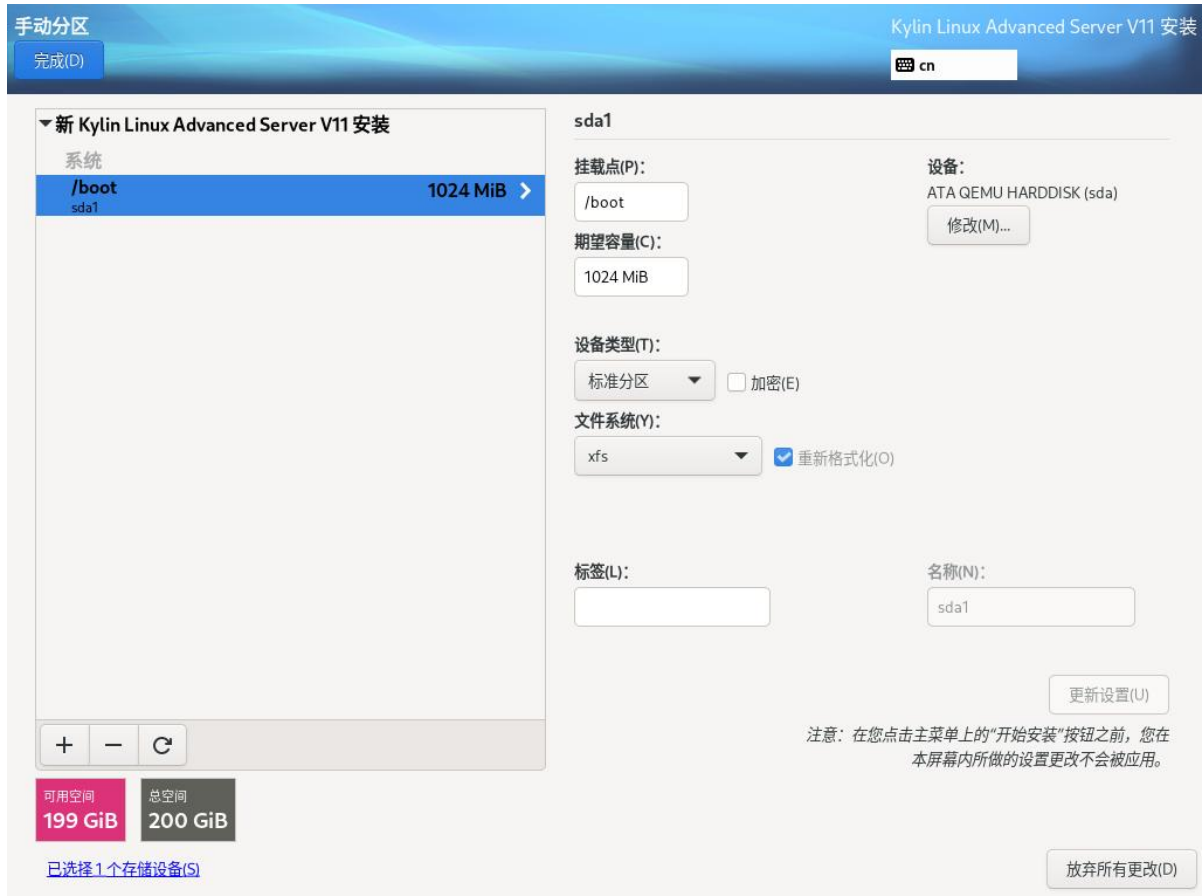 手动分区
Kylin Linux Advanced Server V11 安装
完成(D)
cn
新 Kylin Linux Advanced Server V11 安装
系统
/boot
1024 MiB
sda1
sda1
挂载点(P)：
/boot
设备：
ATA QEMU HARDDISK (sda)
修改(M)...
期望容量(C)：
1024 MiB
设备类型(T)：
标准分区
加密(E)
文件系统(Y)：
xfs
重新格式化(O)
标签(L)：
名称(N)：
sda1
更新设置(U)
注意：在您点击主菜单上的“开始安装”按钮之前，您在
本屏幕内所做的设置更改不会被应用。
可用空间
199 GiB
总空间
200 GiB
已选择 1 个存储设备(S)
放弃所有更改(D)